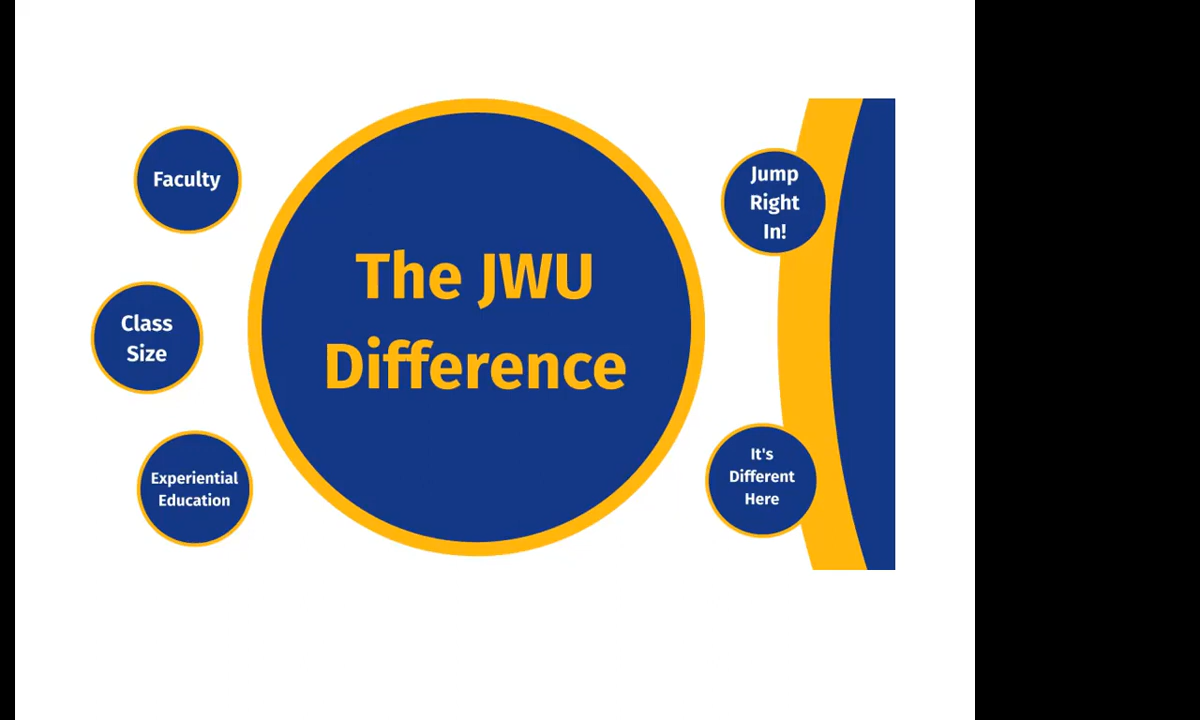 Faculty
Class
Size
Experiential
Education
The JWU
Difference
Jump
Right
In!
It's
Different
Here